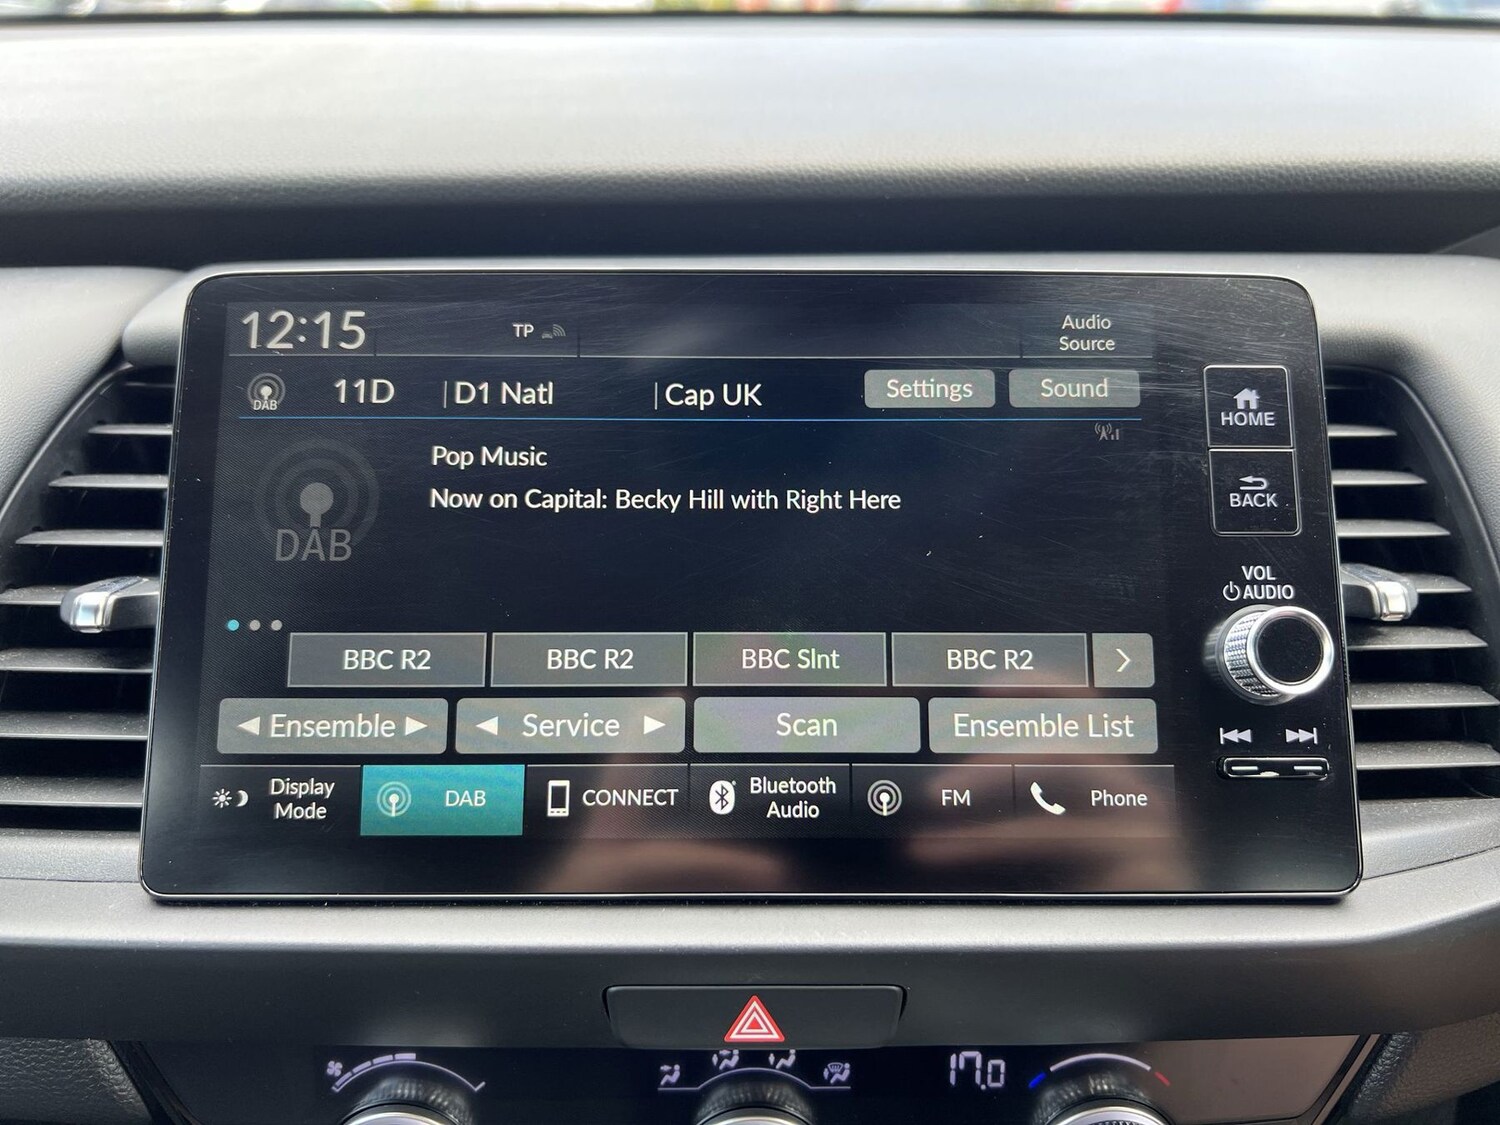 12:15
TP
Audio
Source
DAB
11D
D1 Natl
Cap UK
Settings
Sound
HOME
Pop Music
Now on Capital: Becky Hill with Right Here
DAB
BACK
VOL
AUDIO
BBC R2
BBC R2
BBC Slnt
BBC R2
Ensemble
Service
Scan
Ensemble List
Display
Mode
DAB
CONNECT
Bluetooth
Audio
FM
Phone
17.0